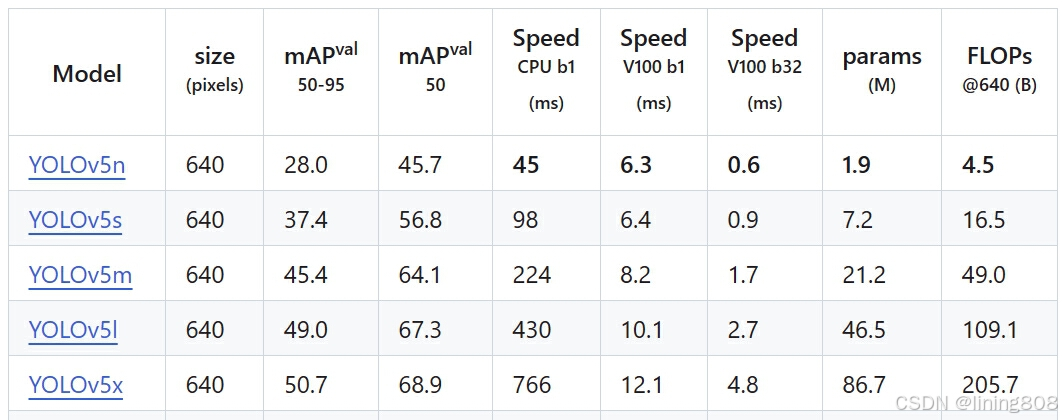 Model size (pixels) mAPval 50-95 mAPval 50 Speed CPU b1 (ms) Speed V100 b1 (ms) Speed V100 b32 (ms) params (M) FLOPs @640 (B)
YOLOv5n 640 28.0 45.7 45 6.3 0.6 1.9 4.5
YOLOv5s 640 37.4 56.8 98 6.4 0.9 7.2 16.5
YOLOv5m 640 45.4 64.1 224 8.2 1.7 21.2 49.0
YOLOv5l 640 49.0 67.3 430 10.1 2.7 46.5 109.1
YOLOv5x 640 50.7 68.9 766 12.1 4.8 86.7 205.7
CSDN @lining808